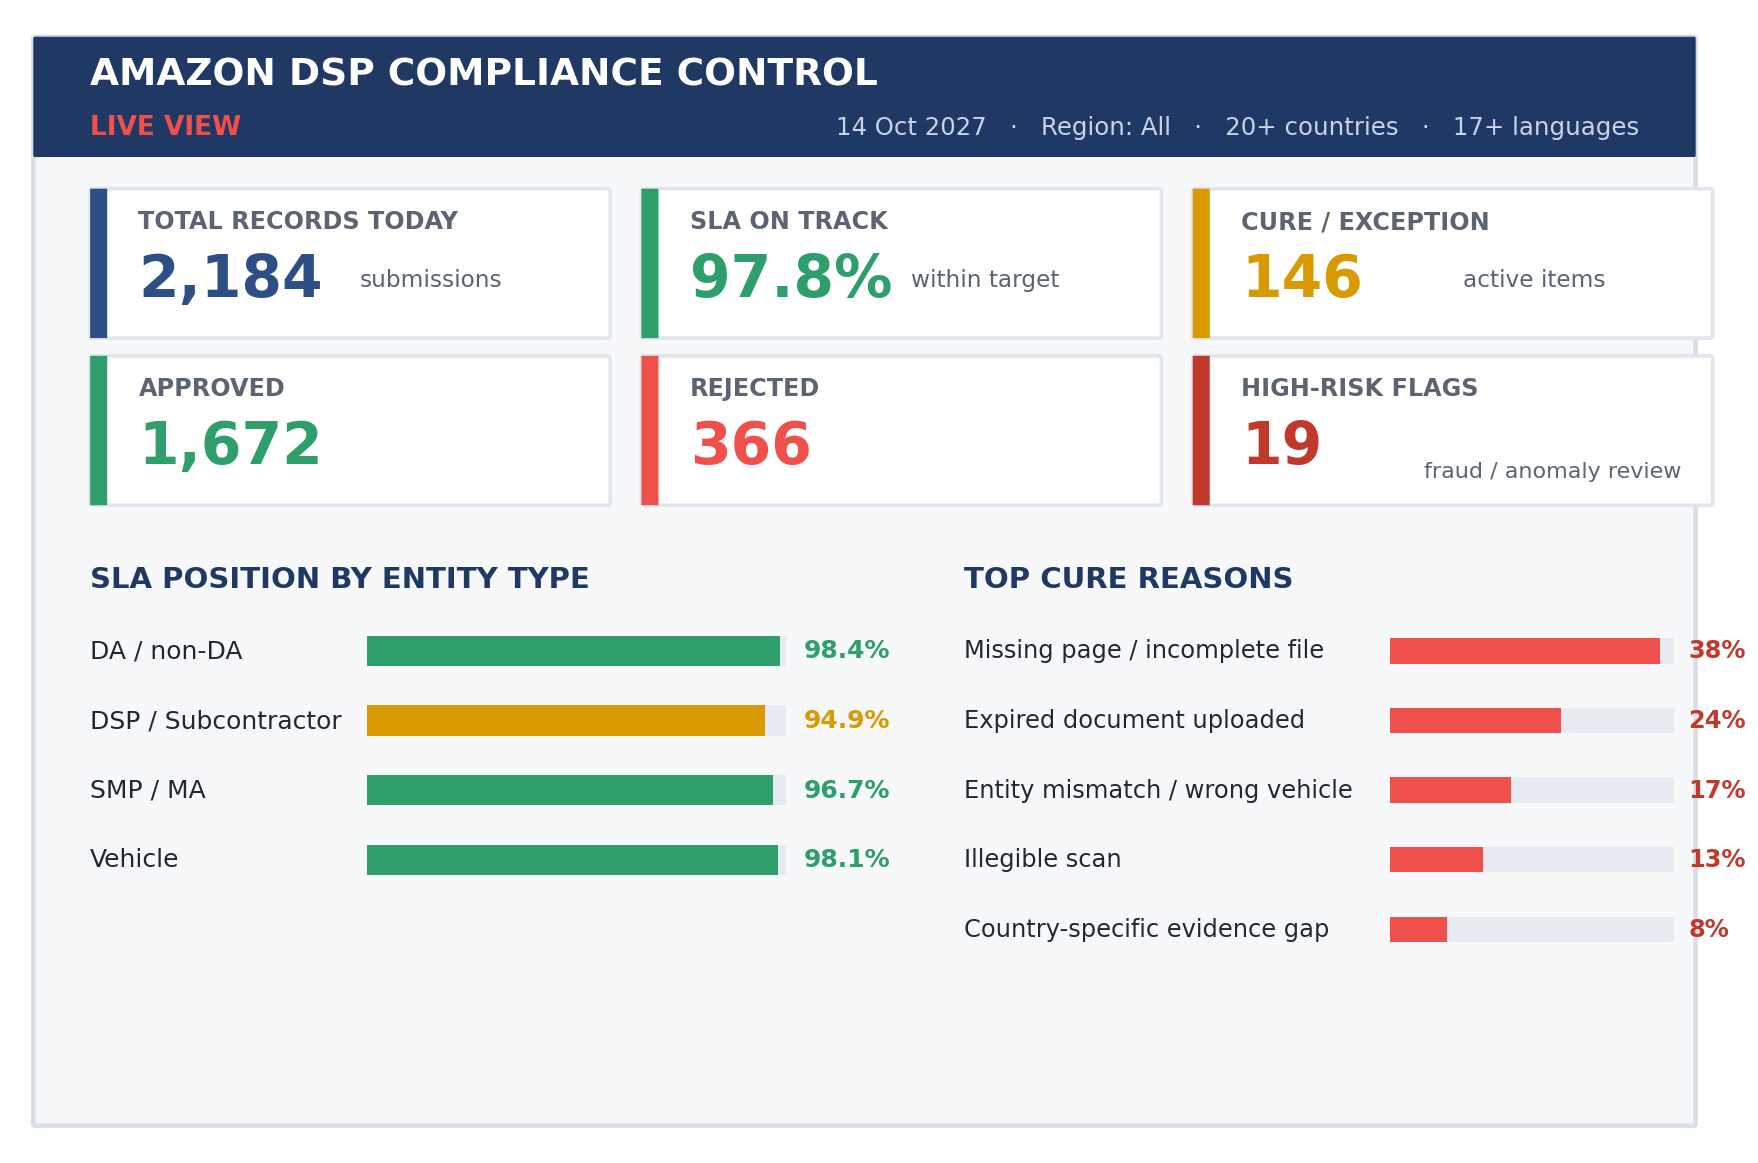 AMAZON DSP COMPLIANCE CONTROL
LIVE VIEW
14 Oct 2027 · Region: All · 20+ countries · 17+ languages
TOTAL RECORDS TODAY
2,184 submissions
SLA ON TRACK
97.8% within target
CURE / EXCEPTION
146 active items
APPROVED
1,672
REJECTED
366
HIGH-RISK FLAGS
19
fraud / anomaly review
SLA POSITION BY ENTITY TYPE
DA / non-DA 98.4%
DSP / Subcontractor 94.9%
SMP / MA 96.7%
Vehicle 98.1%
TOP CURE REASONS
Missing page / incomplete file 38%
Expired document uploaded 24%
Entity mismatch / wrong vehicle 17%
Illegible scan 13%
Country-specific evidence gap 8%